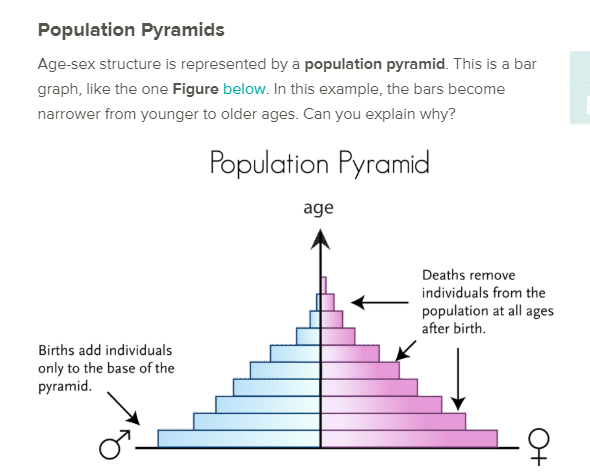 Population Pyramids
Age-sex structure is represented by a population pyramid. This is a bar
graph, like the one Figure below. In this example, the bars become
narrower from younger to older ages. Can you explain why?
Population Pyramid
age
Deaths remove
individuals from the
population at all ages
after birth.
Births add individuals
only to the base of the
pyramid.